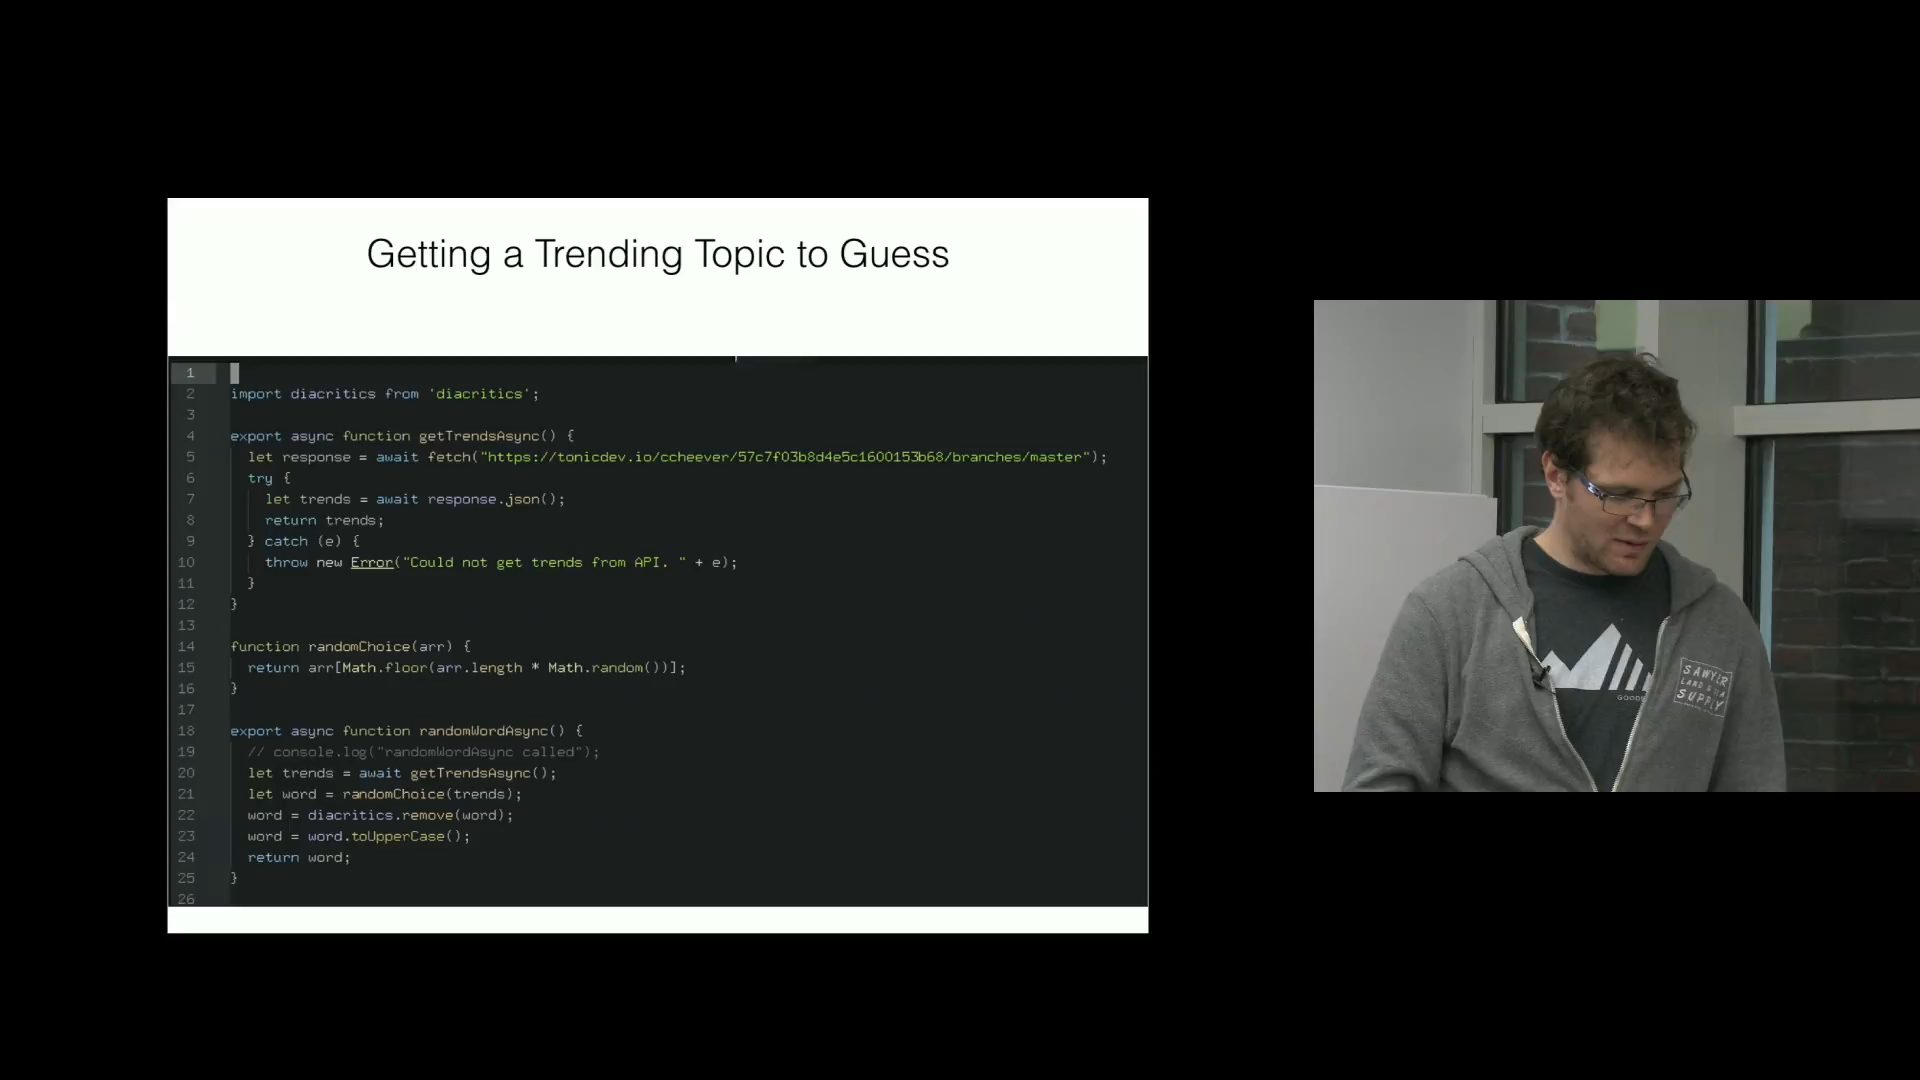 Getting a Trending Topic to Guess
1
2 import diacritics from 'diacritics';
3
4 export async function getTrendsAsync() {
5 let response = await fetch("https://tonicdev.io/ccheever/57c7f03b8d4e5c1600153b68/branches/master");
6 try {
7 let trends = await response.json();
8 return trends;
9 } catch (e) {
10 throw new Error("Could not get trends from API. " + e);
11 }
12 }
13
14 function randomChoice(arr) {
15 return arr[Math.floor(arr.length * Math.random())];
16 }
17
18 export async function randomWordAsync() {
19 // console.log("randomWordAsync called");
20 let trends = await getTrendsAsync();
21 let word = randomChoice(trends);
22 word = diacritics.remove(word);
23 word = word.toUpperCase();
24 return word;
25 }
26
SAWYER
LAND & SEA
SUPPLY
GOODS